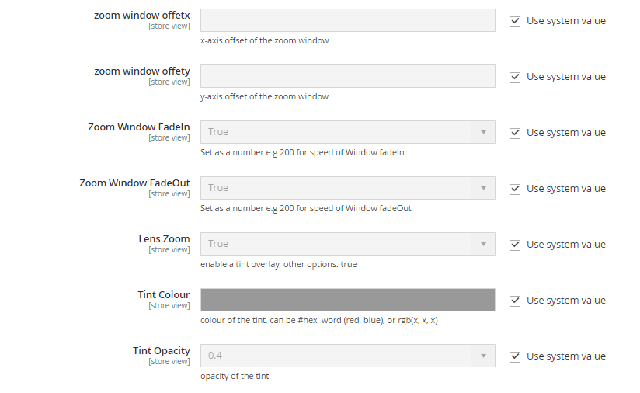 zoom window offetx
[store view]
Use system value
x-axis offset of the zoom window
zoom window offety
[store view]
Use system value
y-axis offset of the zoom window
Zoom Window FadeIn
[store view]
True
Use system value
Set as a number e.g 200 for speed of Window fadeIn
Zoom Window FadeOut
[store view]
True
Use system value
Set as a number e.g 200 for speed of Window fadeOut
Lens Zoom
[store view]
True
Use system value
enable a tint overlay, other options: true
Tint Colour
[store view]
Use system value
colour of the tint, can be #hex, word (red, blue), or rgb(x, x, x)
Tint Opacity
[store view]
0.4
Use system value
opacity of the tint